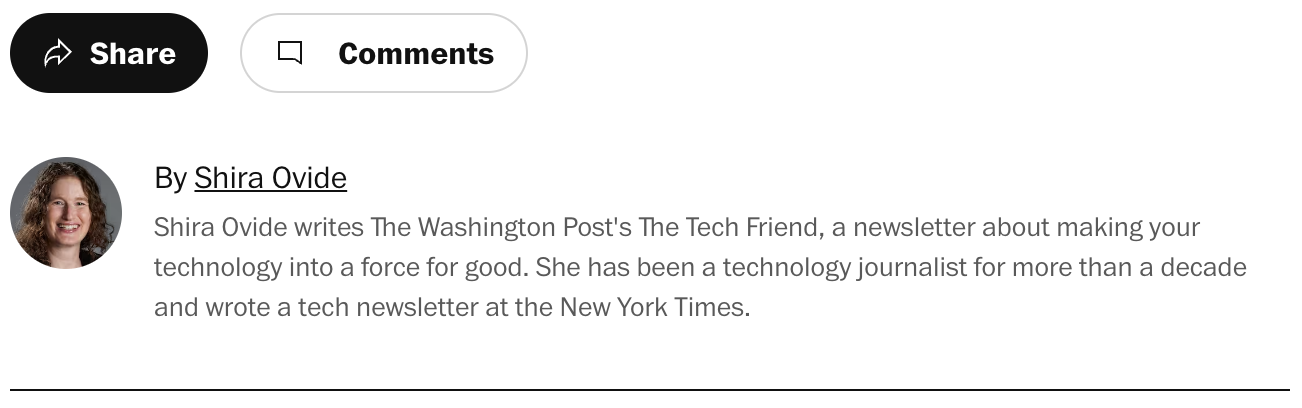 Share
Comments
By Shira Ovide
Shira Ovide writes The Washington Post's The Tech Friend, a newsletter about making your
technology into a force for good. She has been a technology journalist for more than a decade
and wrote a tech newsletter at the New York Times.